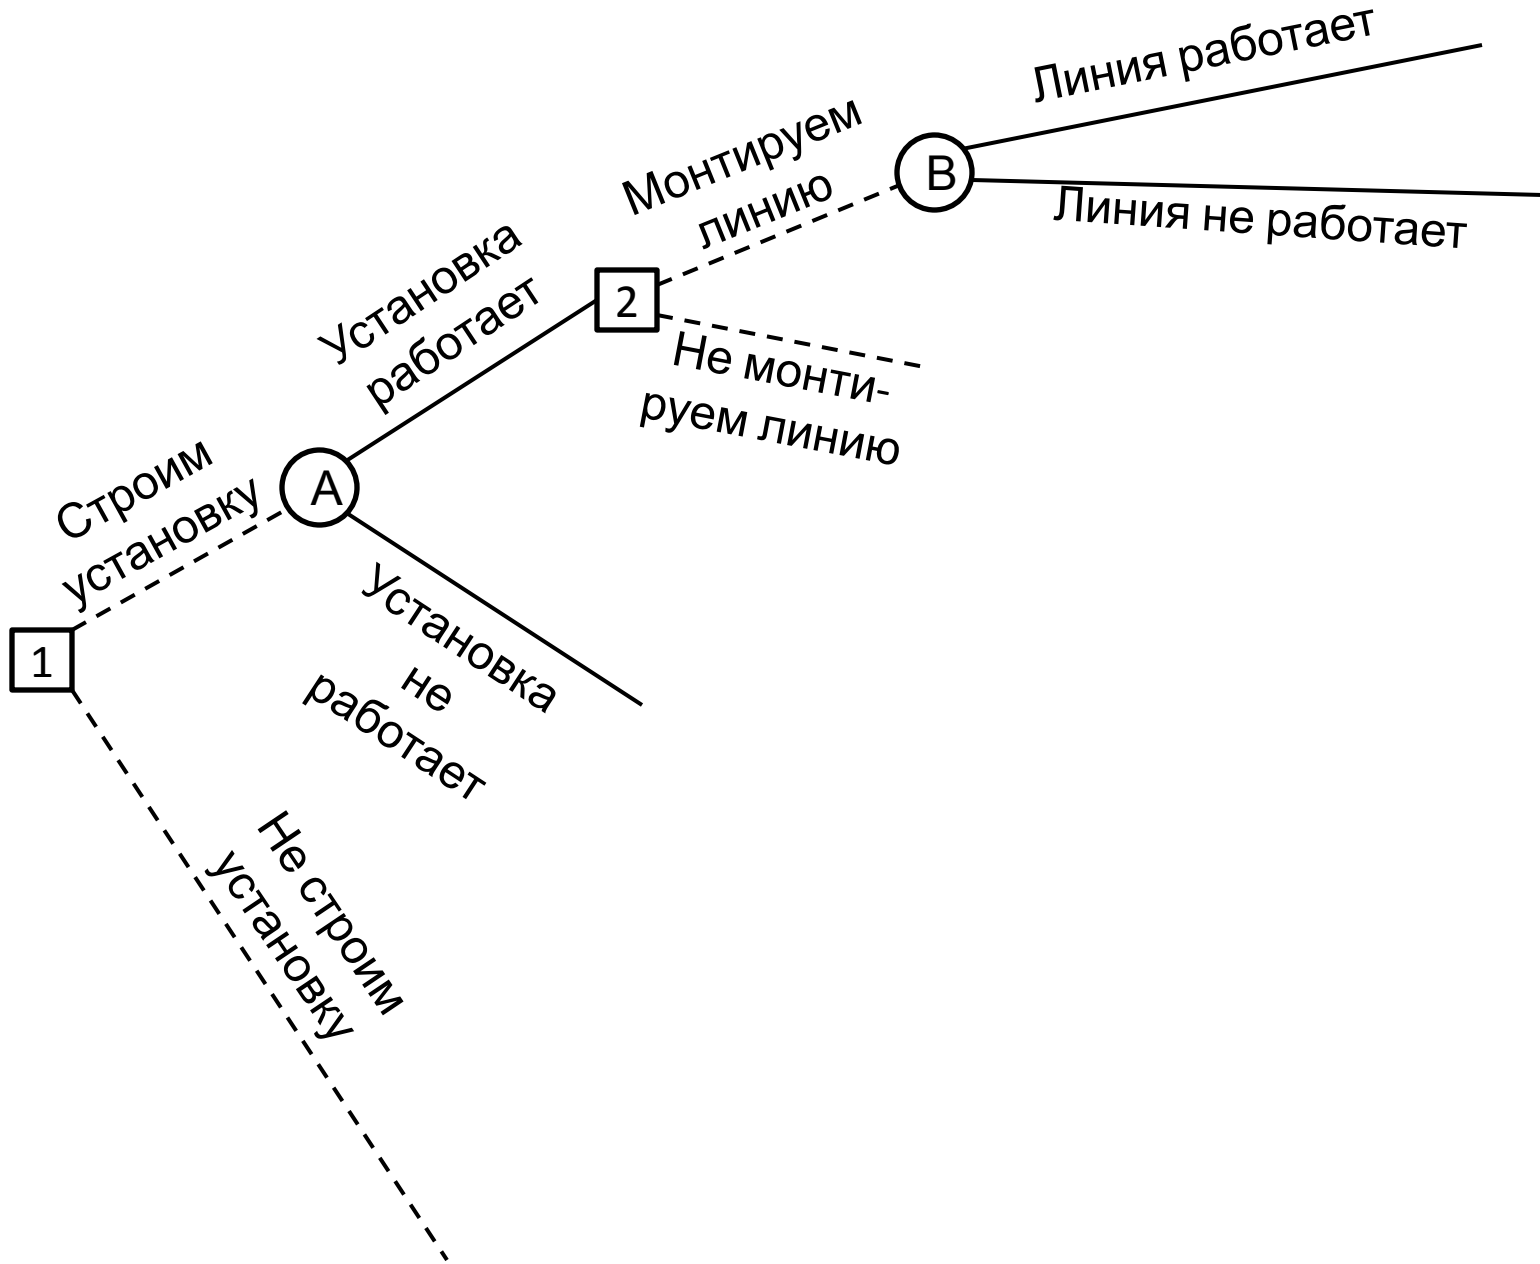 Линия работает
B
Линия не работает
Монтируем
линию
2
Не монти-
руем линию
Установка
работает
A
Строим
установку
1
Установка
не
работает
Не строим
установку